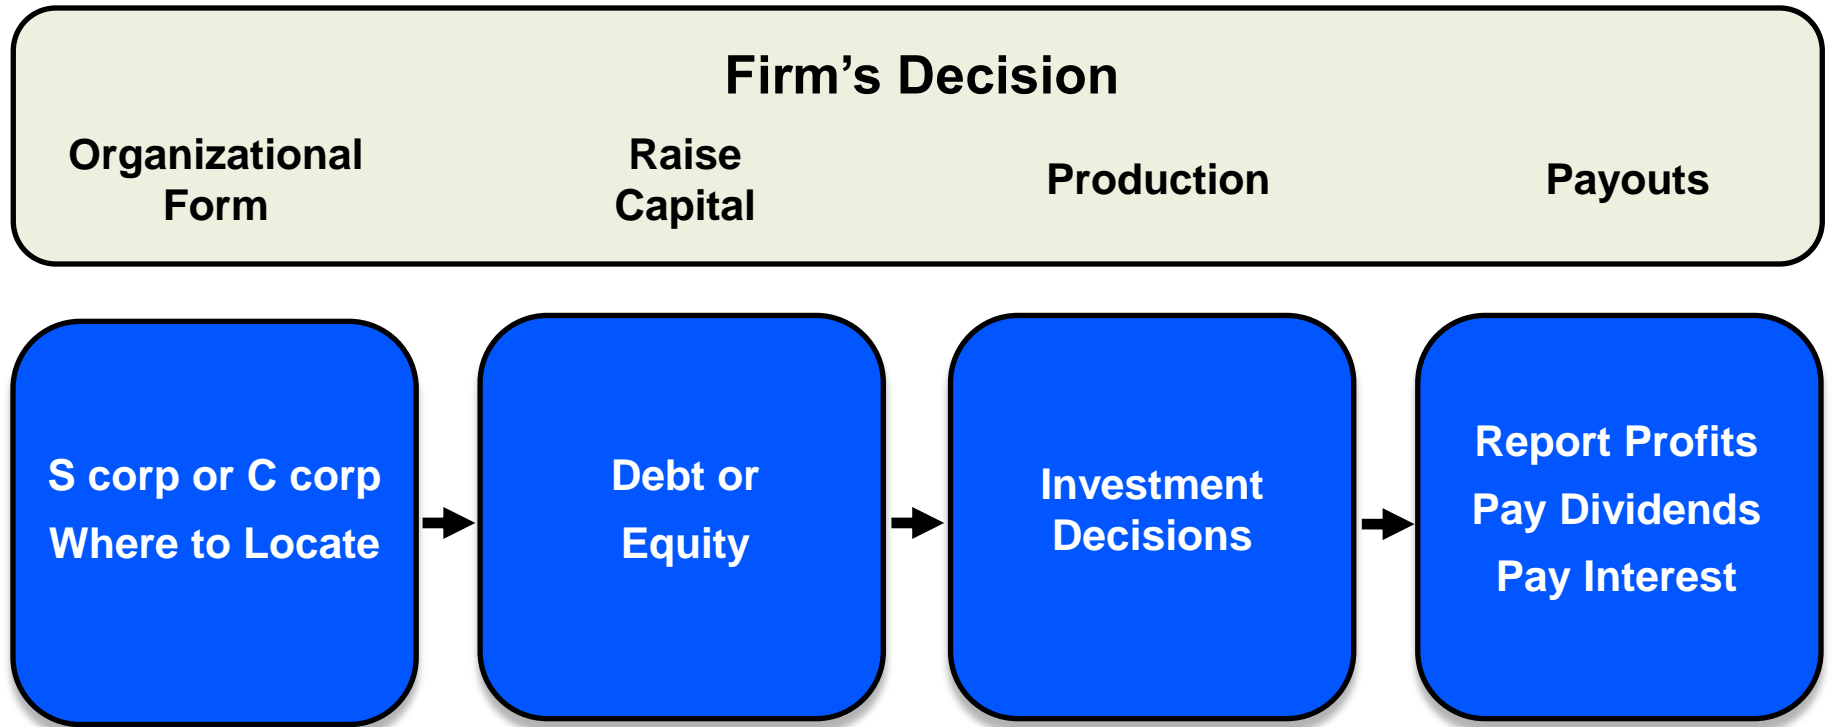 Firm’s Decision
Organizational
Form
Raise
Capital
Production
Payouts
S corp or C corp
Where to Locate
Debt or
Equity
Investment
Decisions
Report Profits
Pay Dividends
Pay Interest